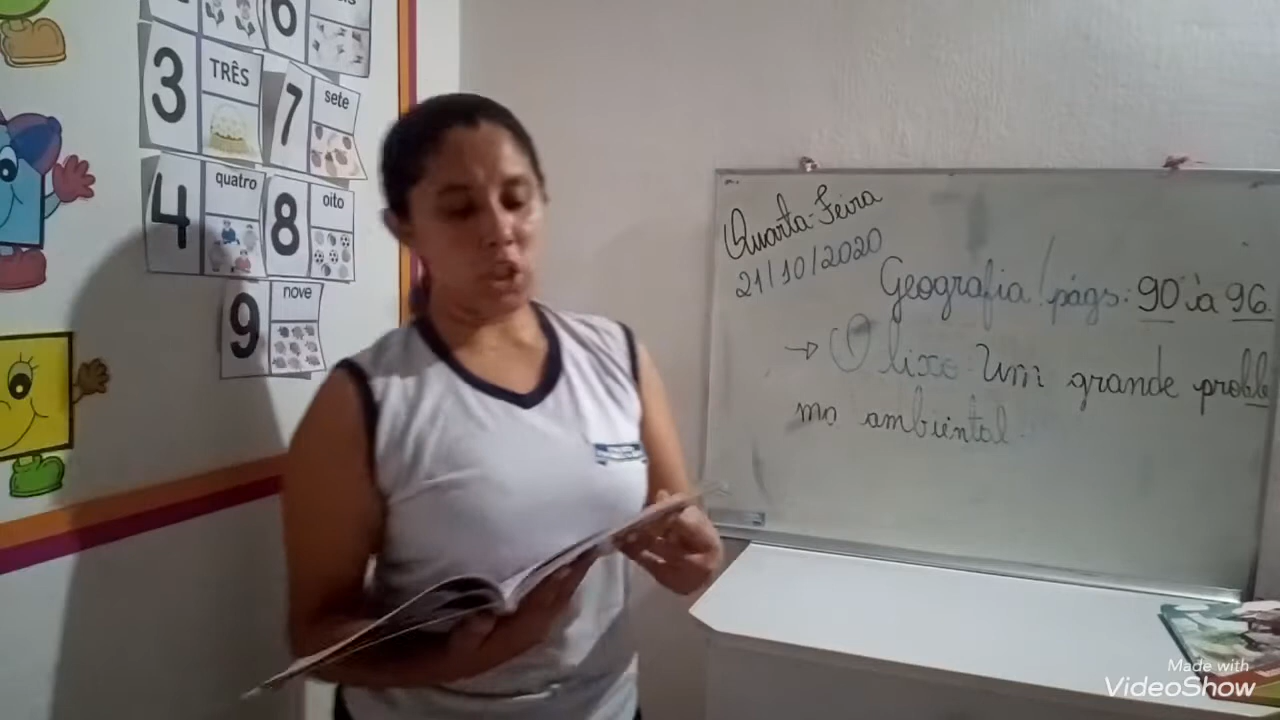 6
3
TRÊS
7
sete
4
quatro
8
oito
9
nove
Quarta-Feira
21/10/2020
Geografia! págs: 90 à 96
→ O lixo: Um grande proble
ma ambiental.
Made with
VideoShow